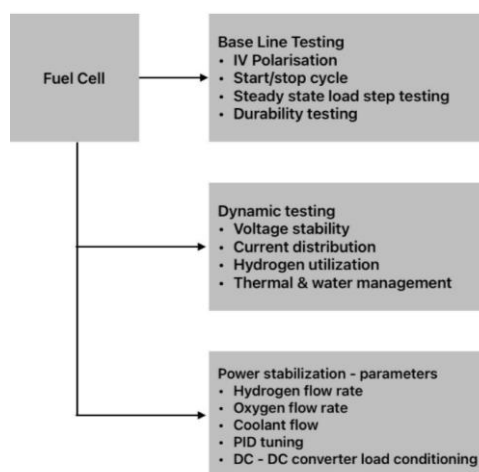 Fuel Cell
Base Line Testing
• IV Polarisation
• Start/stop cycle
• Steady state load step testing
• Durability testing
Dynamic testing
• Voltage stability
• Current distribution
• Hydrogen utilization
• Thermal & water management
Power stabilization - parameters
• Hydrogen flow rate
• Oxygen flow rate
• Coolant flow
• PID tuning
• DC - DC converter load conditioning